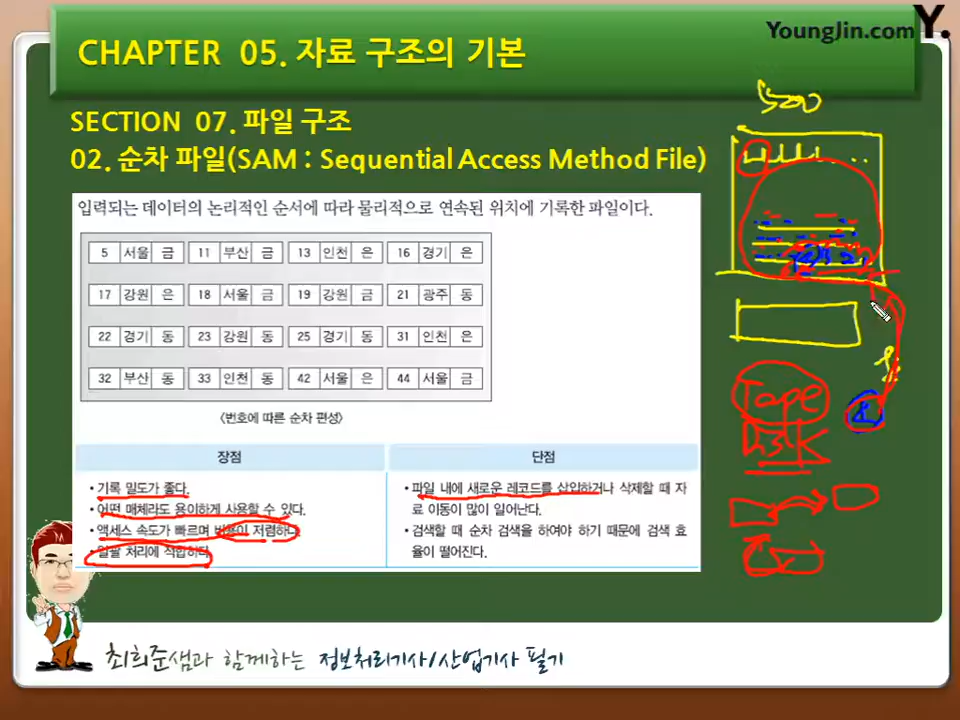 YoungJin.com Y.
CHAPTER 05. 자료 구조의 기본
SECTION 07. 파일 구조
02. 순차 파일(SAM : Sequential Access Method File)
입력되는 데이터의 논리적인 순서에 따라 물리적으로 연속된 위치에 기록한 파일이다.
5 서울 금 11 부산 금 13 인천 은 16 경기 은
17 강원 은 18 서울 금 19 강원 금 21 광주 동
22 경기 동 23 강원 동 25 경기 동 31 인천 은
32 부산 동 33 인천 동 42 서울 은 44 서울 금
<번호에 따른 순차 편성>
장점 단점
• 기록 밀도가 좋다.
• 어떤 매체라도 용이하게 사용할 수 있다.
• 액세스 속도가 빠르며 비용이 저렴하다.
• 일괄 처리에 적합하다.
• 파일 내에 새로운 레코드를 삽입하거나 삭제할 때 자
료 이동이 많이 일어난다.
• 검색할 때 순차 검색을 하여야 하기 때문에 검색 효
율이 떨어진다.
Tape
Disk
최희준샘과 함께하는 정보처리기사/산업기사 필기